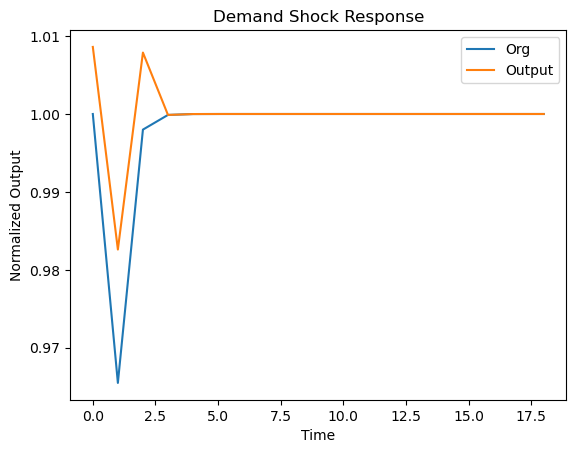 Demand Shock Response
Org
Output
Normalized Output
1.01
1.00
0.99
0.98
0.97
0.0 2.5 5.0 7.5 10.0 12.5 15.0 17.5
Time